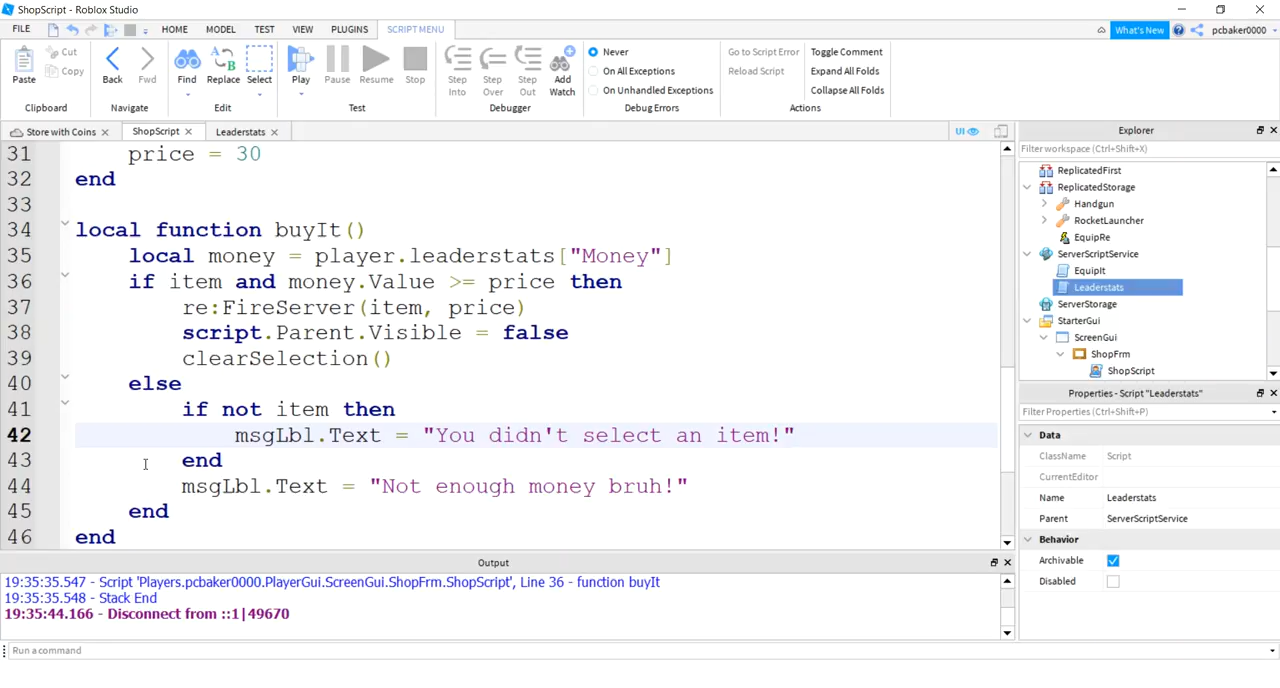 ShopScript - Roblox Studio
FILE HOME MODEL TEST VIEW PLUGINS SCRIPT MENU What's New pcbaker0000
Paste Cut Copy Back Fwd Find Replace Select Play Pause Resume Stop Step Into Step Over Step Out Add Watch
Never
On All Exceptions
On Unhandled Exceptions
Go to Script Error
Reload Script
Toggle Comment
Expand All Folds
Collapse All Folds
Clipboard Navigate Edit Test Debugger Debug Errors Actions
Store with Coins ShopScript Leaderstats UI
31 price = 30
32 end
33
34 local function buyIt()
35 local money = player.leaderstats["Money"]
36 if item and money.Value >= price then
37 re:FireServer(item, price)
38 script.Parent.Visible = false
39 clearSelection()
40 else
41 if not item then
42 msgLbl.Text = "You didn't select an item!"
43 end
44 msgLbl.Text = "Not enough money bruh!"
45 end
46 end
Output
19:35:35.547 - Script 'Players.pcbaker0000.PlayerGui.ScreenGui.ShopFrm.ShopScript', Line 36 - function buyIt
19:35:35.548 - Stack End
19:35:44.166 - Disconnect from ::1|49670
Run a command
Explorer
Filter workspace (Ctrl+Shift+X)
ReplicatedFirst
ReplicatedStorage
Handgun
RocketLauncher
EquipRe
ServerScriptService
EquipIt
Leaderstats
ServerStorage
StarterGui
ScreenGui
ShopFrm
ShopScript
Properties - Script "Leaderstats"
Filter Properties (Ctrl+Shift+P)
Data
ClassName Script
CurrentEditor
Name Leaderstats
Parent ServerScriptService
Behavior
Archivable
Disabled